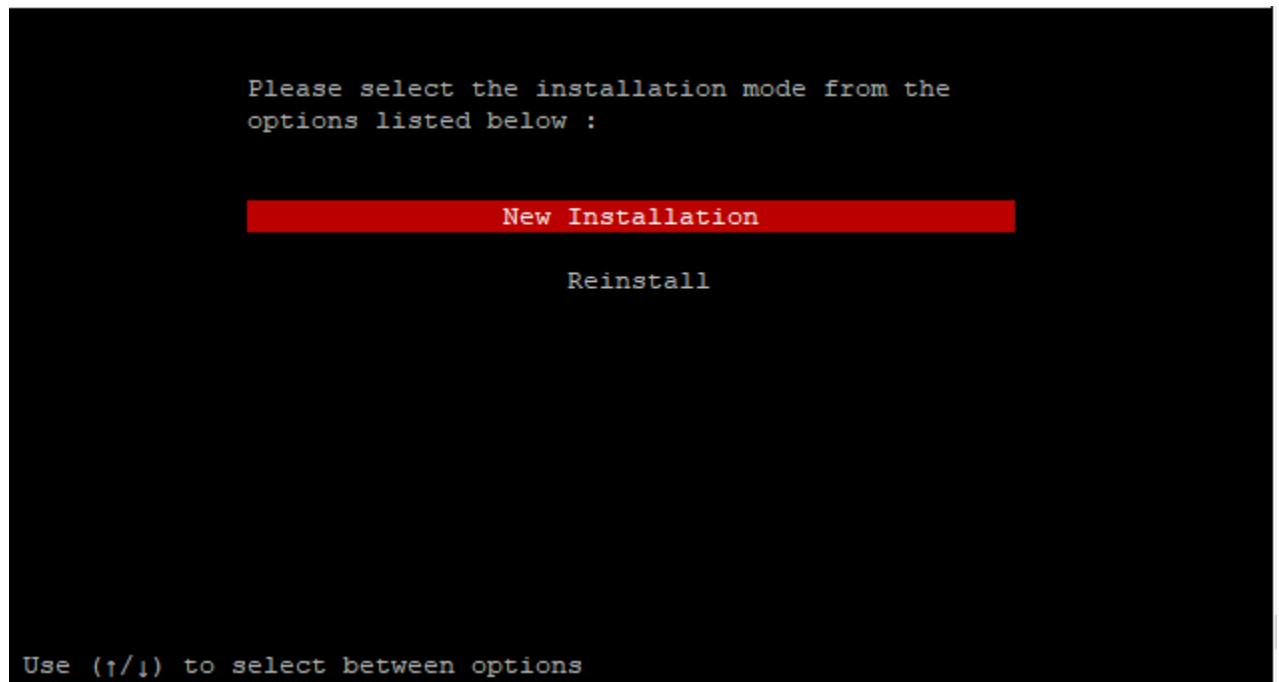 Please select the installation mode from the
options listed below :
New Installation
Reinstall
Use (↑/↓) to select between options